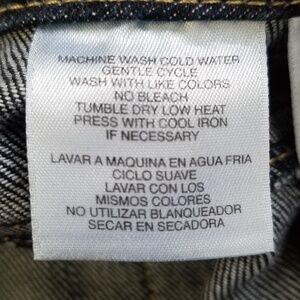 MACHINE WASH COLD WATER
GENTLE CYCLE
WASH WITH LIKE COLORS
NO BLEACH
TUMBLE DRY LOW HEAT
PRESS WITH COOL IRON
IF NECESSARY
LAVAR A MAQUINA EN AGUA FRIA
CICLO SUAVE
LAVAR CON LOS
MISMOS COLORES
NO UTILIZAR BLANQUEADOR
SECAR EN SECADORA